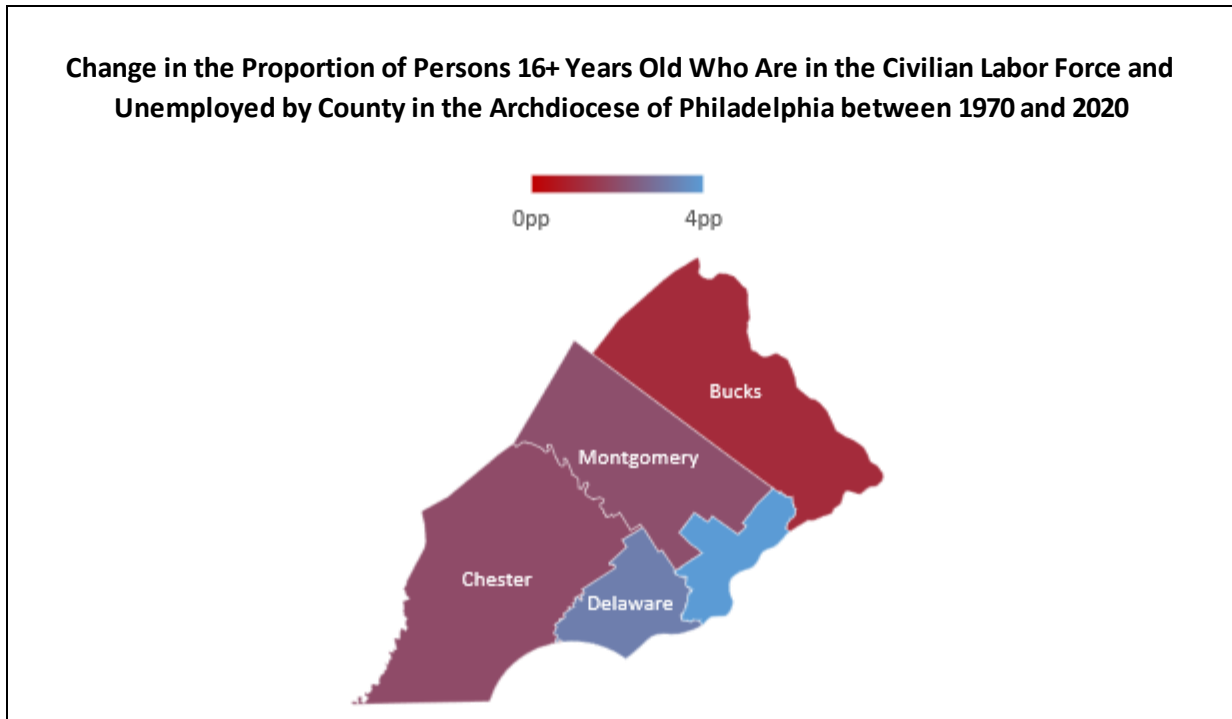 Change in the Proportion of Persons 16+ Years Old Who Are in the Civilian Labor Force and
Unemployed by County in the Archdiocese of Philadelphia between 1970 and 2020
0pp 4pp
Bucks
Montgomery
Chester
Delaware